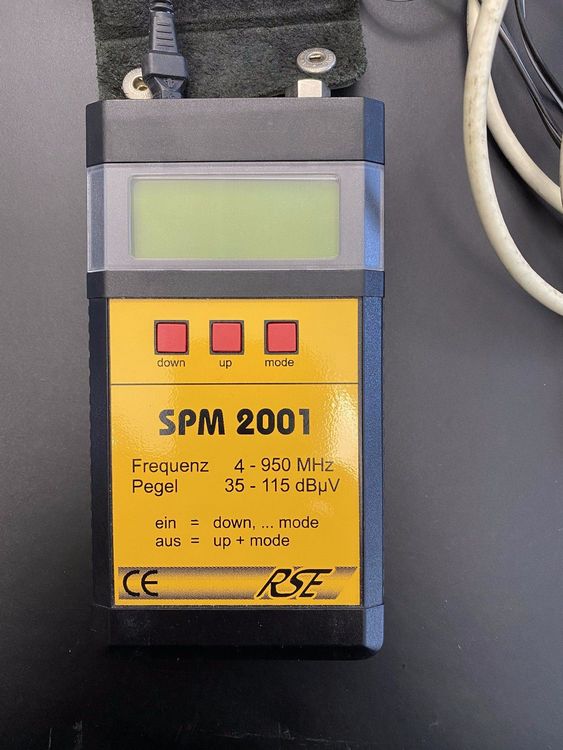 down up mode
SPM 2001
Frequenz 4 - 950 MHz
Pegel 35 - 115 dBµV
ein = down, ... mode
aus = up + mode
CE RSE